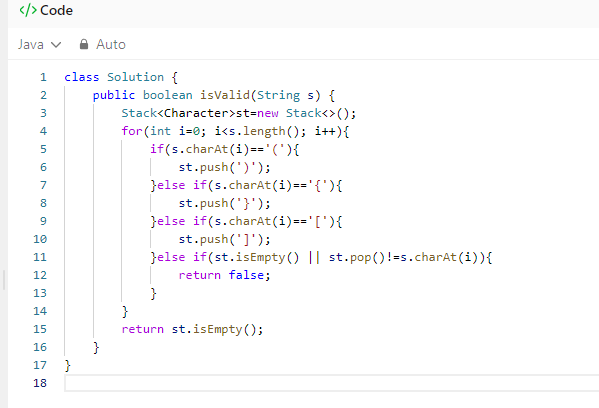 </> Code
Java Auto
1 class Solution {
2 public boolean isValid(String s) {
3 Stack<Character>st=new Stack<>();
4 for(int i=0; i<s.length(); i++){
5 if(s.charAt(i)=='('){
6 st.push(')');
7 }else if(s.charAt(i)=='{'){
8 st.push('}');
9 }else if(s.charAt(i)=='['){
10 st.push(']');
11 }else if(st.isEmpty() || st.pop()!=s.charAt(i)){
12 return false;
13 }
14 }
15 return st.isEmpty();
16 }
17 }
18